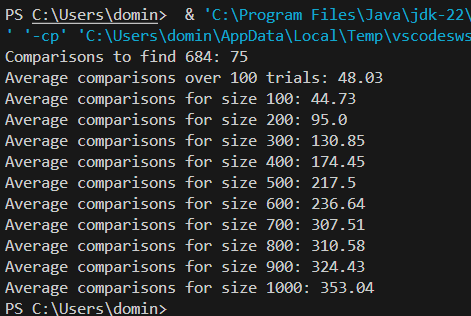 PS C:\Users\domin>  & 'C:\Program Files\Java\jdk-22\
' '-cp' 'C:\Users\domin\AppData\Local\Temp\vscodesws
Comparisons to find 684: 75
Average comparisons over 100 trials: 48.03
Average comparisons for size 100: 44.73
Average comparisons for size 200: 95.0
Average comparisons for size 300: 130.85
Average comparisons for size 400: 174.45
Average comparisons for size 500: 217.5
Average comparisons for size 600: 236.64
Average comparisons for size 700: 307.51
Average comparisons for size 800: 310.58
Average comparisons for size 900: 324.43
Average comparisons for size 1000: 353.04
PS C:\Users\domin>